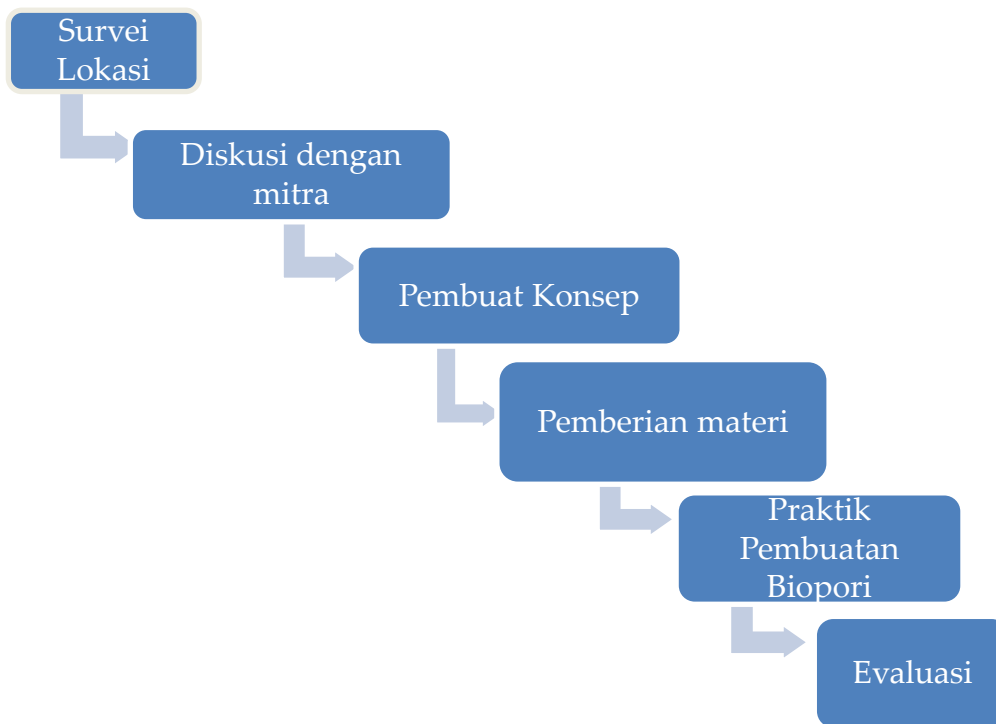 Survei
Lokasi
Diskusi dengan
mitra
Pembuat Konsep
Pemberian materi
Praktik
Pembuatan
Biopori
Evaluasi